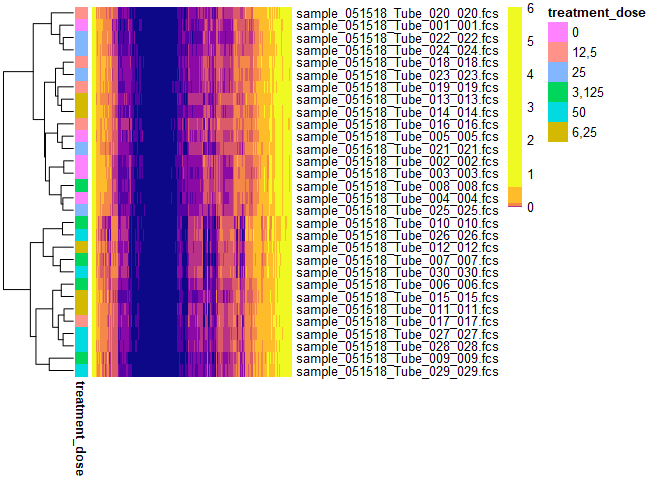 sample_051518_Tube_020_020.fcs
sample_051518_Tube_001_001.fcs
sample_051518_Tube_022_022.fcs
sample_051518_Tube_024_024.fcs
sample_051518_Tube_018_018.fcs
sample_051518_Tube_023_023.fcs
sample_051518_Tube_019_019.fcs
sample_051518_Tube_013_013.fcs
sample_051518_Tube_014_014.fcs
sample_051518_Tube_016_016.fcs
sample_051518_Tube_005_005.fcs
sample_051518_Tube_021_021.fcs
sample_051518_Tube_002_002.fcs
sample_051518_Tube_003_003.fcs
sample_051518_Tube_008_008.fcs
sample_051518_Tube_004_004.fcs
sample_051518_Tube_025_025.fcs
sample_051518_Tube_010_010.fcs
sample_051518_Tube_026_026.fcs
sample_051518_Tube_012_012.fcs
sample_051518_Tube_007_007.fcs
sample_051518_Tube_030_030.fcs
sample_051518_Tube_006_006.fcs
sample_051518_Tube_015_015.fcs
sample_051518_Tube_011_011.fcs
sample_051518_Tube_017_017.fcs
sample_051518_Tube_027_027.fcs
sample_051518_Tube_028_028.fcs
sample_051518_Tube_009_009.fcs
sample_051518_Tube_029_029.fcs
treatment_dose
6
5
4
3
2
1
0
treatment_dose
0
12,5
25
3,125
50
6,25